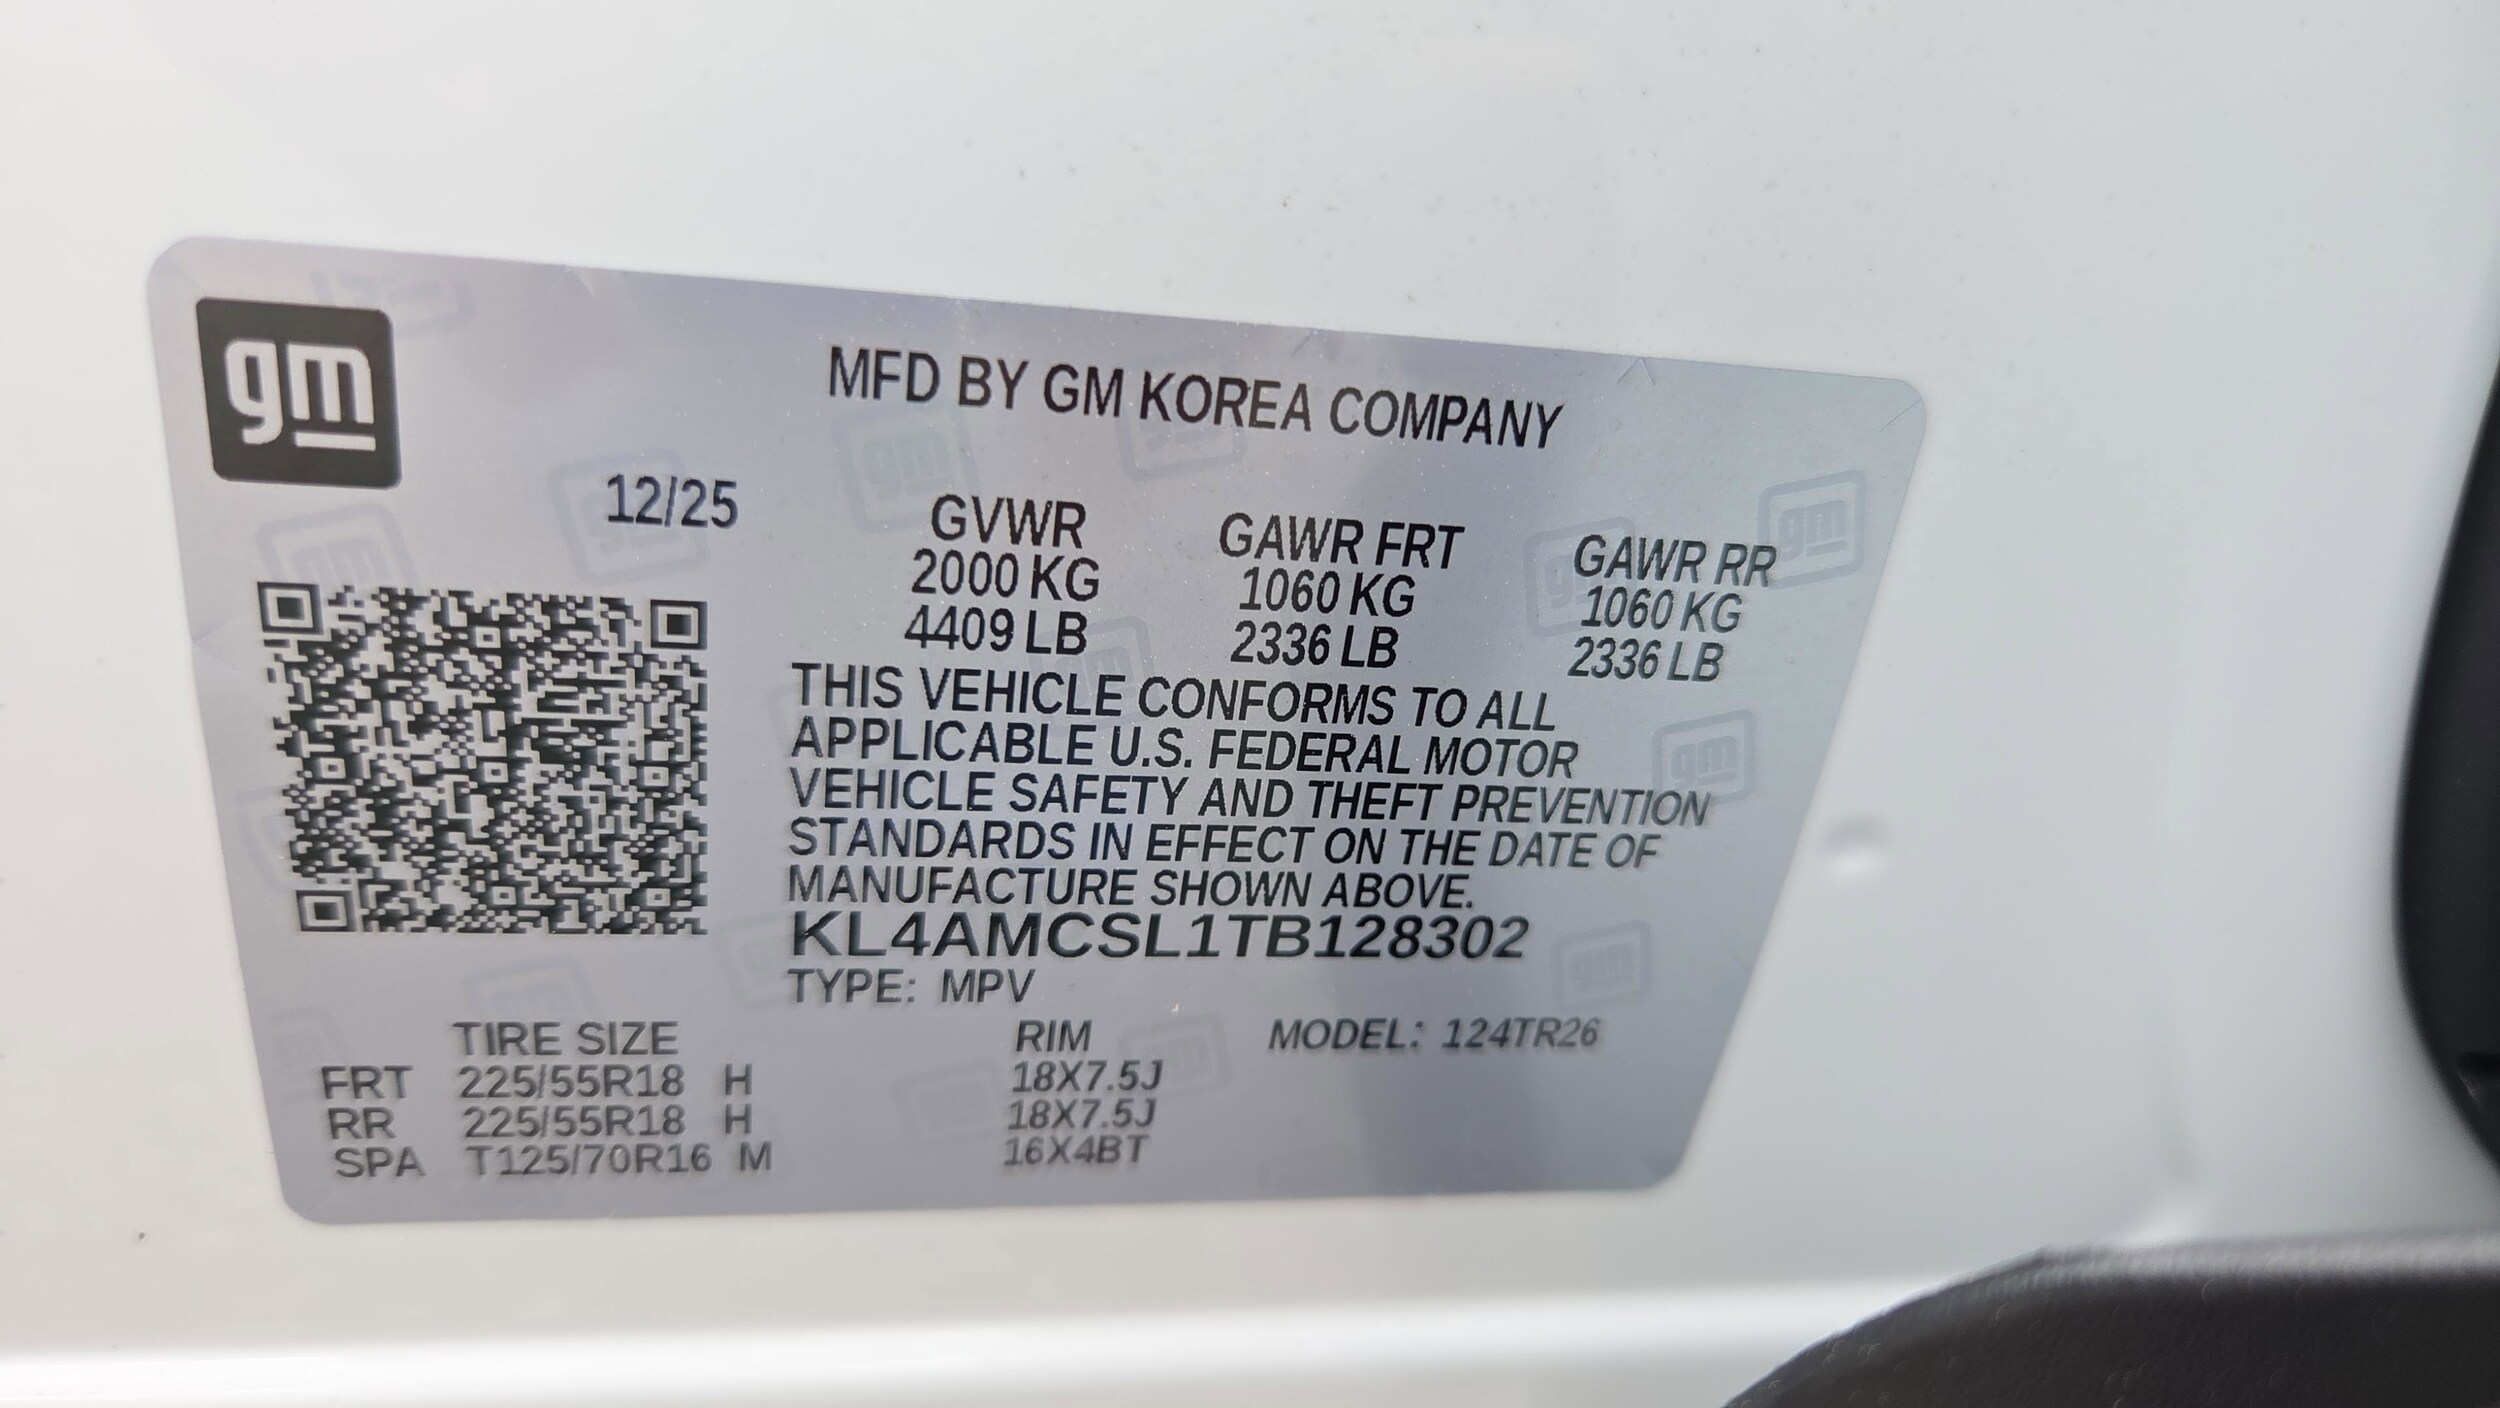 gm
MFD BY GM KOREA COMPANY
12/25
GVWR GAWR FRT GAWR RR
2000 KG 1060 KG 1060 KG
4409 LB 2336 LB 2336 LB
THIS VEHICLE CONFORMS TO ALL
APPLICABLE U.S. FEDERAL MOTOR
VEHICLE SAFETY AND THEFT PREVENTION
STANDARDS IN EFFECT ON THE DATE OF
MANUFACTURE SHOWN ABOVE.
KL4AMCSL1TB128302
TYPE: MPV
TIRE SIZE RIM MODEL: 124TR26
FRT 225/55R18 H 18X7.5J
RR 225/55R18 H 18X7.5J
SPA T125/70R16 M 16X4BT